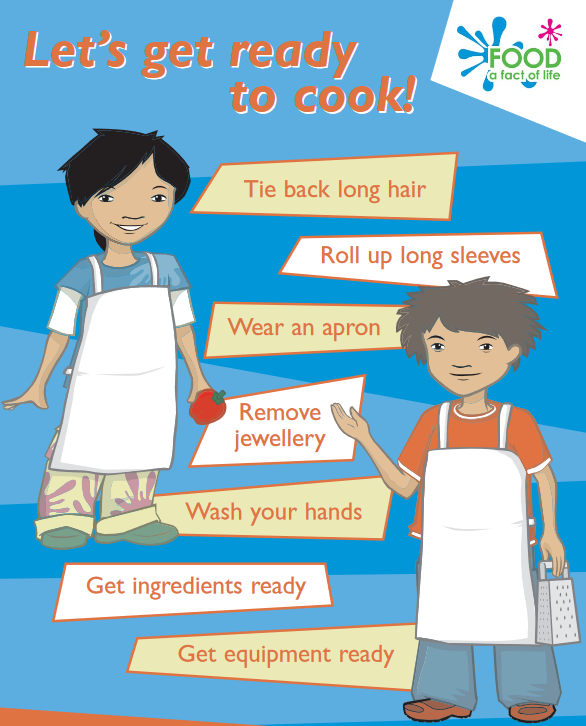 Let's get ready
to cook!
FOOD
a fact of life
Tie back long hair
Roll up long sleeves
Wear an apron
Remove
jewellery
Wash your hands
Get ingredients ready
Get equipment ready